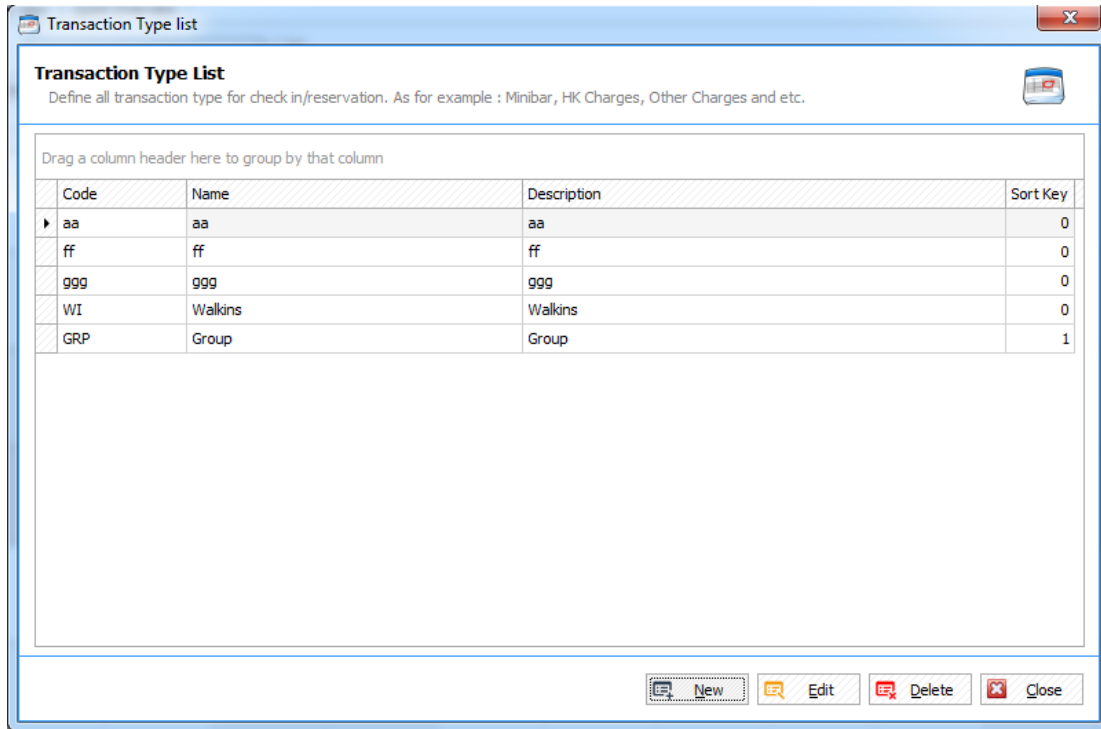 Transaction Type list
Transaction Type List
Define all transaction type for check in/reservation. As for example : Minibar, HK Charges, Other Charges and etc.
Drag a column header here to group by that column
Code Name Description Sort Key
aa aa aa 0
ff ff ff 0
ggg ggg ggg 0
WI Walkins Walkins 0
GRP Group Group 1
New Edit Delete Close